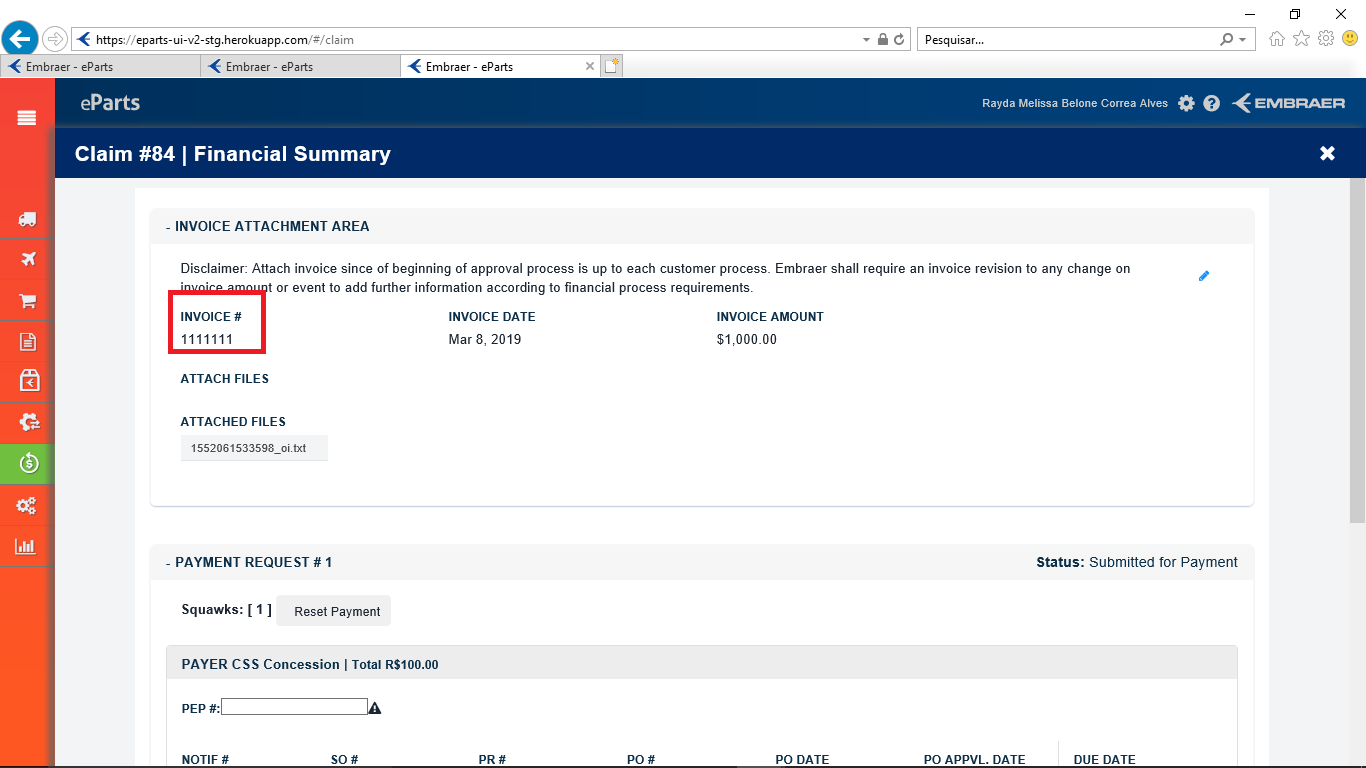 https://eparts-ui-v2-stg.herokuapp.com/#/claim
Pesquisar...
Embraer - eParts
Embraer - eParts
Embraer - eParts
eParts
Rayda Melissa Belone Correa Alves
EMBRAER
Claim #84 | Financial Summary
- INVOICE ATTACHMENT AREA
Disclaimer: Attach invoice since of beginning of approval process is up to each customer process. Embraer shall require an invoice revision to any change on
invoice amount or event to add further information according to financial process requirements.
INVOICE # INVOICE DATE INVOICE AMOUNT
1111111 Mar 8, 2019 $1,000.00
ATTACH FILES
ATTACHED FILES
1552061533598_oi.txt
- PAYMENT REQUEST # 1 Status: Submitted for Payment
Squawks: [ 1 ] Reset Payment
PAYER CSS Concession | Total R$100.00
PEP #:
NOTIF # SO # PR # PO # PO DATE PO APPVL. DATE DUE DATE